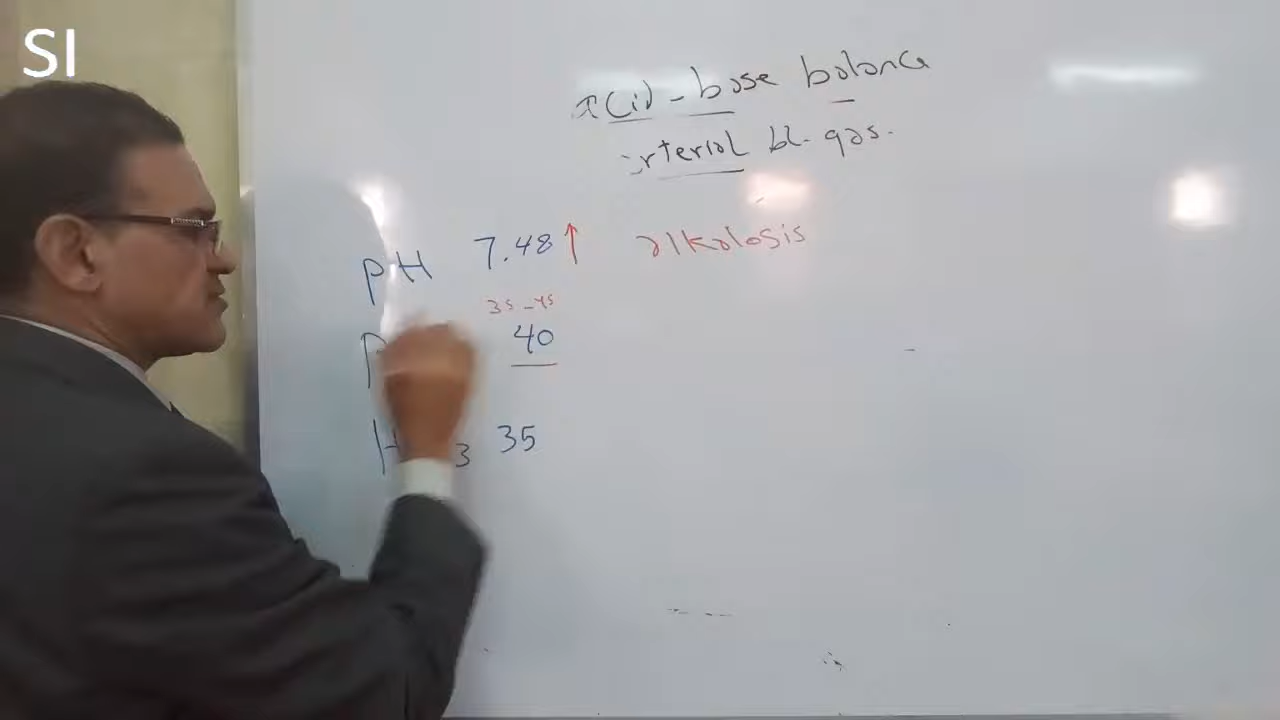 SI
Acid - base balance
arterial bl. gas.
pH 7.48 ↑ alkalosis
35 - 45
P 40
H 3 35